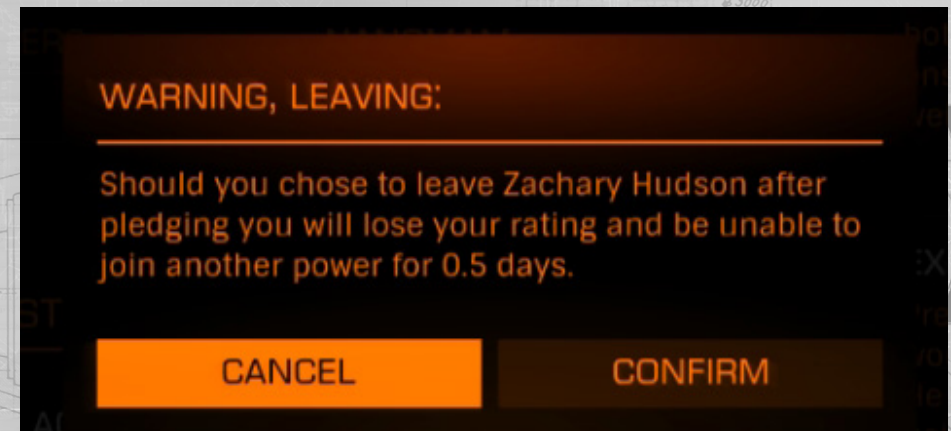 WARNING, LEAVING:
Should you chose to leave Zachary Hudson after
pledging you will lose your rating and be unable to
join another power for 0.5 days.
CANCEL
CONFIRM